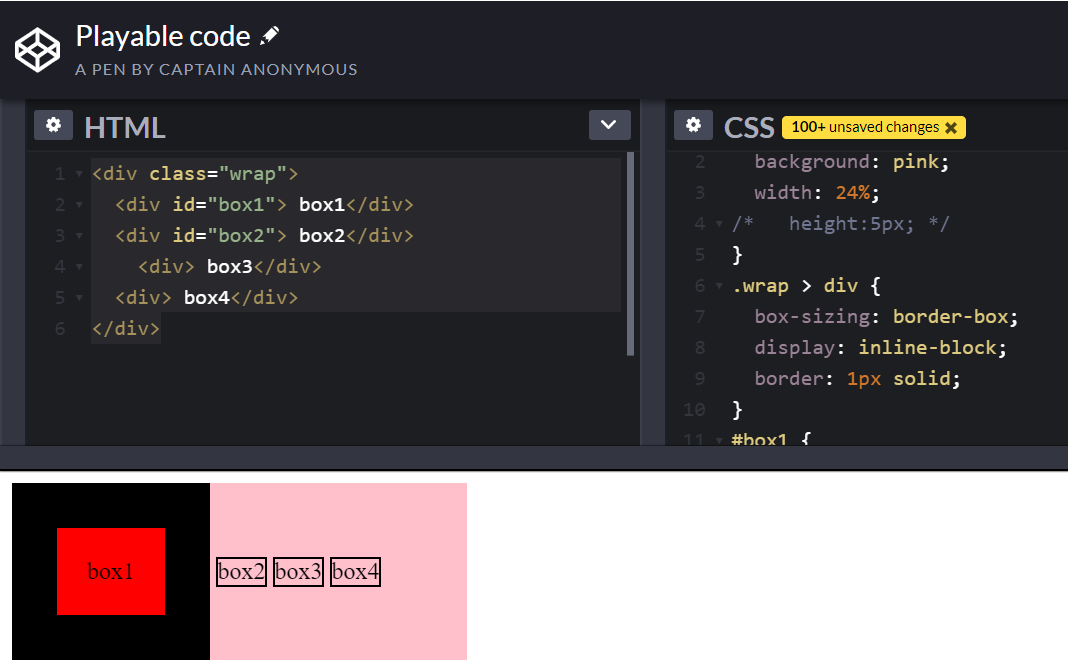 Playable code
A PEN BY CAPTAIN ANONYMOUS
HTML
1 <div class="wrap">
2   <div id="box1"> box1</div>
3   <div id="box2"> box2</div>
4     <div> box3</div>
5   <div> box4</div>
6 </div>
CSS 100+ unsaved changes ×
2   background: pink;
3   width: 24%;
4 /*   height:5px; */
5 }
6 .wrap > div {
7   box-sizing: border-box;
8   display: inline-block;
9   border: 1px solid;
10 }
11 #box1 {
box1 box2 box3 box4